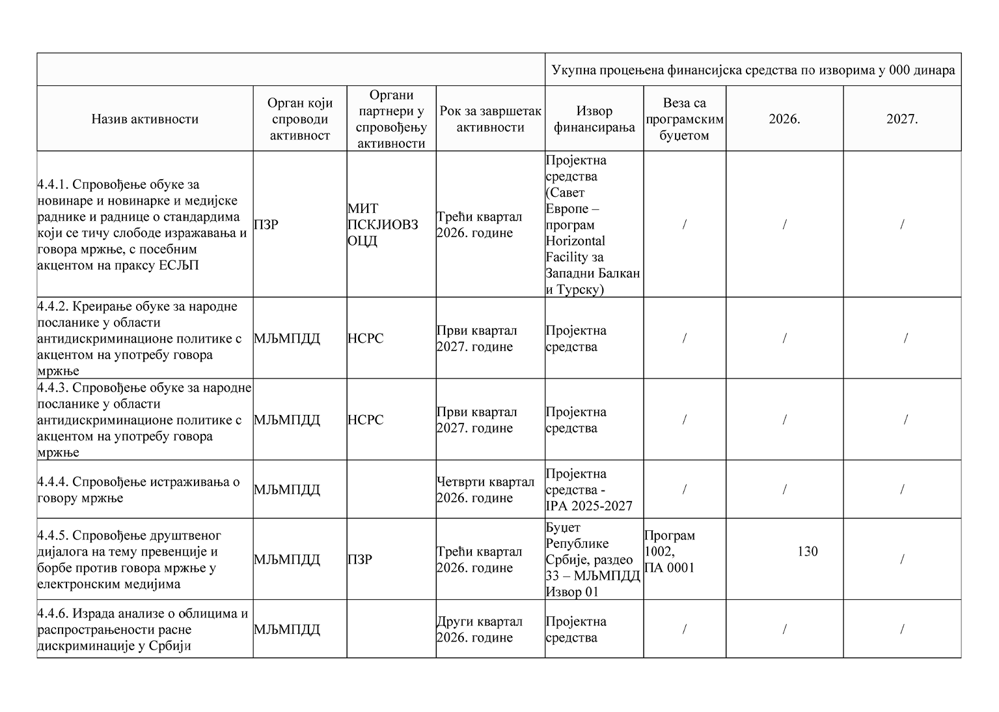 Укупна процењена финансијска средства по изворима у 000 динара
Назив активности
Орган који
спроводи
активност
Органи
партнери у
спровођењу
активности
Рок за завршетак
активности
Извор
финансирања
Веза са
програмским
буџетом
2026.
2027.
4.4.1. Спровођење обуке за
новинаре и новинарке и медијске
раднике и раднице о стандардима
који се тичу слободе изражавања и
говора мржње, с посебним
акцентом на праксу ЕСЉП
ПЗР
МИТ
ПСКЈИОВЗ
ОЦД
Трећи квартал
2026. године
Пројектна
средства
(Савет
Европе –
програм
Horizontal
Facility за
Западни Балкан
и Турску)
/
/
/
4.4.2. Креирање обуке за народне
посланике у области
антидискриминационе политике с
акцентом на употребу говора
мржње
МЉМПДД
НСРС
Први квартал
2027. године
Пројектна
средства
/
/
/
4.4.3. Спровођење обуке за народне
посланике у области
антидискриминационе политике с
акцентом на употребу говора
мржње
МЉМПДД
НСРС
Први квартал
2027. године
Пројектна
средства
/
/
/
4.4.4. Спровођење истраживања о
говору мржње
МЉМПДД
Четврти квартал
2026. године
Пројектна
средства -
IPA 2025-2027
/
/
/
4.4.5. Спровођење друштвеног
дијалога на тему превенције и
борбе против говора мржње у
електронским медијима
МЉМПДД
ПЗР
Трећи квартал
2026. године
Буџет
Републике
Србије, раздео
33 – МЉМПДД
Извор 01
Програм
1002,
ПА 0001
130
/
4.4.6. Израда анализе о облицима и
распрострањености расне
дискриминације у Србији
МЉМПДД
Други квартал
2026. године
Пројектна
средства
/
/
/